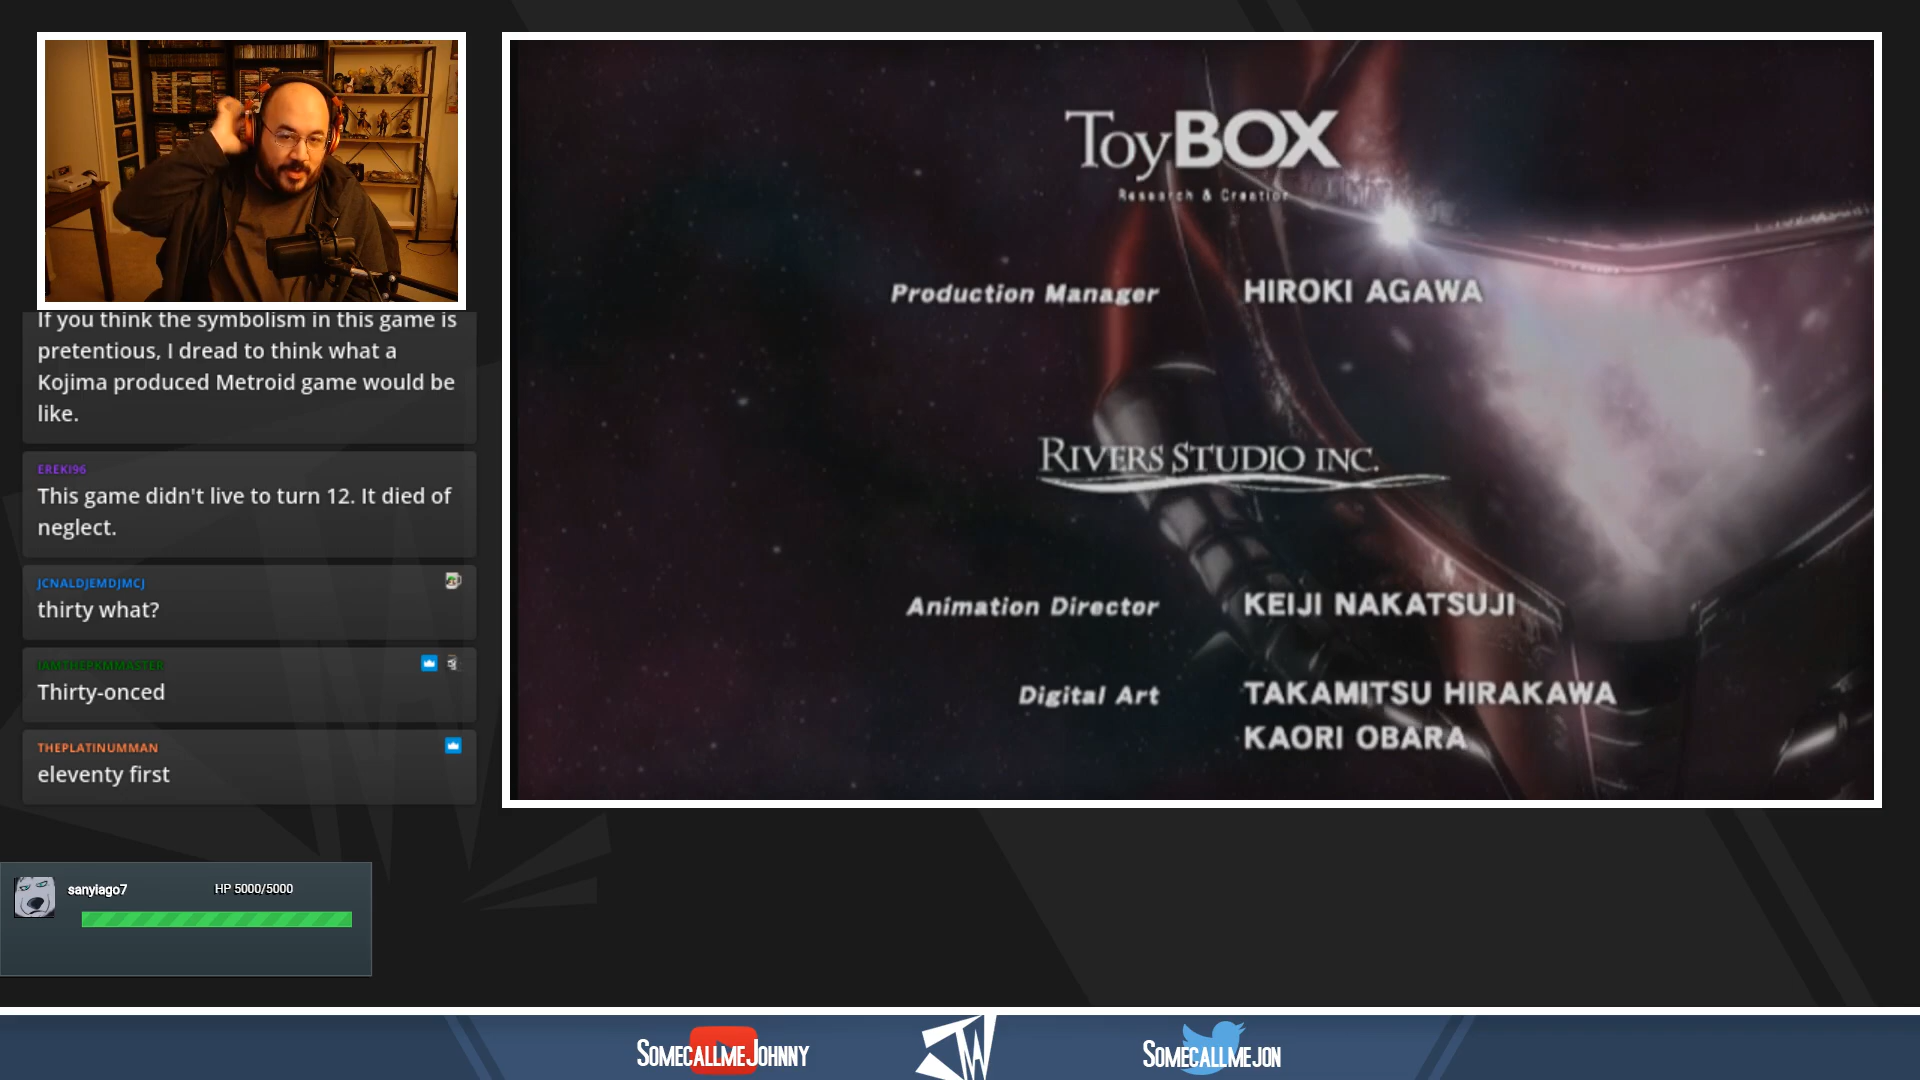 If you think the symbolism in this game is
pretentious, I dread to think what a
Kojima produced Metroid game would be
like.
EREKI96
This game didn't live to turn 12. It died of
neglect.
JCNALDJEMDJMCJ
thirty what?
IAMTHEPKMMASTER
Thirty-onced
THEPLATINUMMAN
eleventy first
sanyiago7 HP 5000/5000
ToyBOX
Research & Creation
Production Manager HIROKI AGAWA
RIVERS STUDIO INC.
Animation Director KEIJI NAKATSUJI
Digital Art TAKAMITSU HIRAKAWA
KAORI OBARA
SOMECALLMEJOHNNY
SOMECALLMEJON